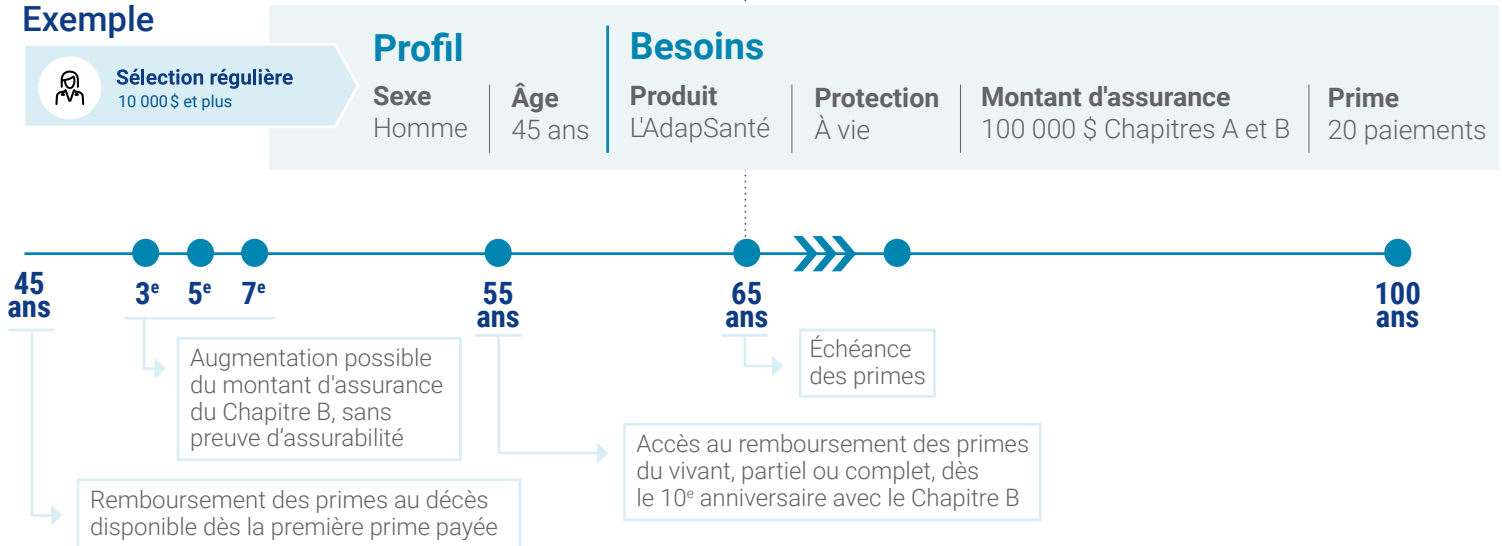 Exemple
Sélection régulière
10 000 $ et plus
Profil
Sexe
Homme
Âge
45 ans
Besoins
Produit
L'AdapSanté
Protection
À vie
Montant d'assurance
100 000 $ Chapitres A et B
Prime
20 paiements
45
ans
3e
5e
7e
55
ans
65
ans
100
ans
Augmentation possible
du montant d'assurance
du Chapitre B, sans
preuve d’assurabilité
Échéance
des primes
Accès au remboursement des primes
du vivant, partiel ou complet, dès
le 10e anniversaire avec le Chapitre B
Remboursement des primes au décès
disponible dès la première prime payée